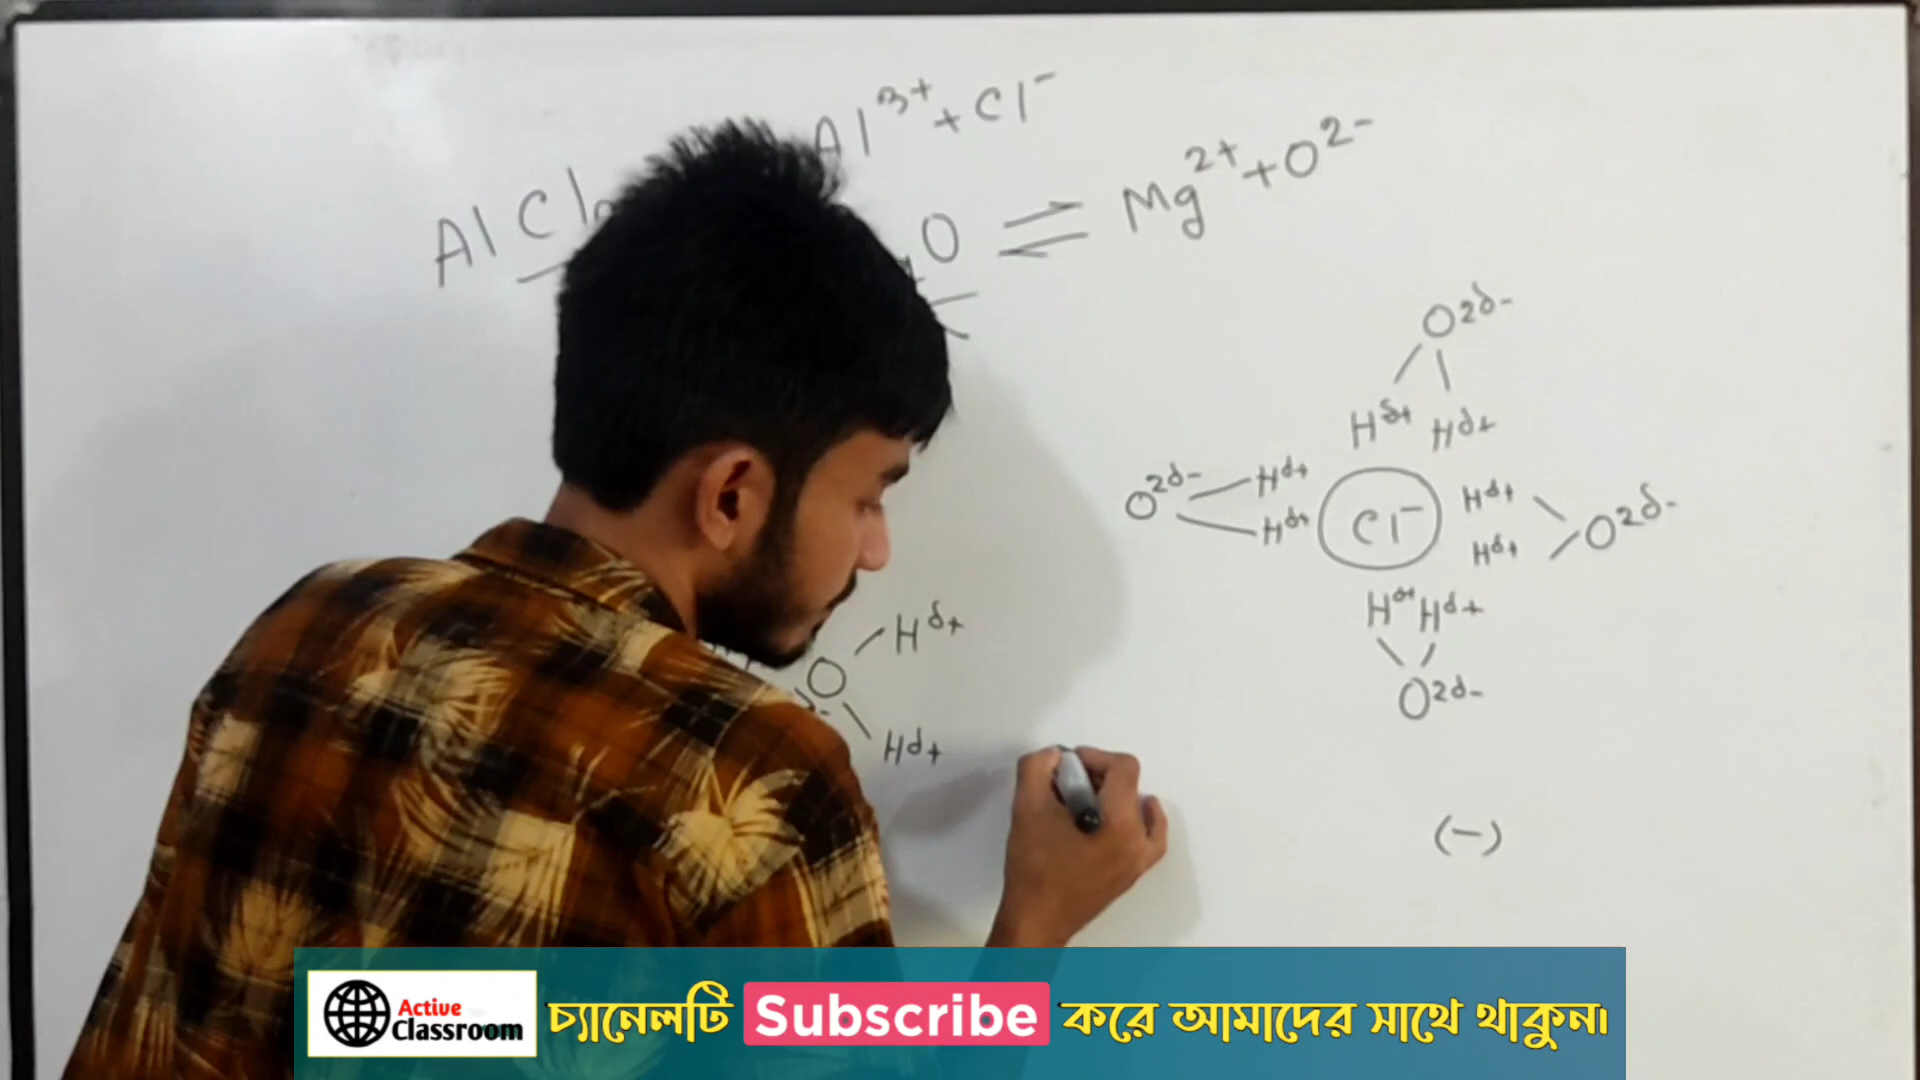 Al³⁺ + Cl⁻
AlCl
O ⇌ Mg²⁺ + O²⁻
O²δ-
Hδ+ Hδ+
O²δ- Hδ+ Hδ+
Cl⁻
Hδ+ Hδ+ O²δ-
Hδ+ Hδ+
O²δ-
O Hδ+
Hδ+
(-)
Active
Classroom
চ্যানেলটি Subscribe করে আমাদের সাথে থাকুন।